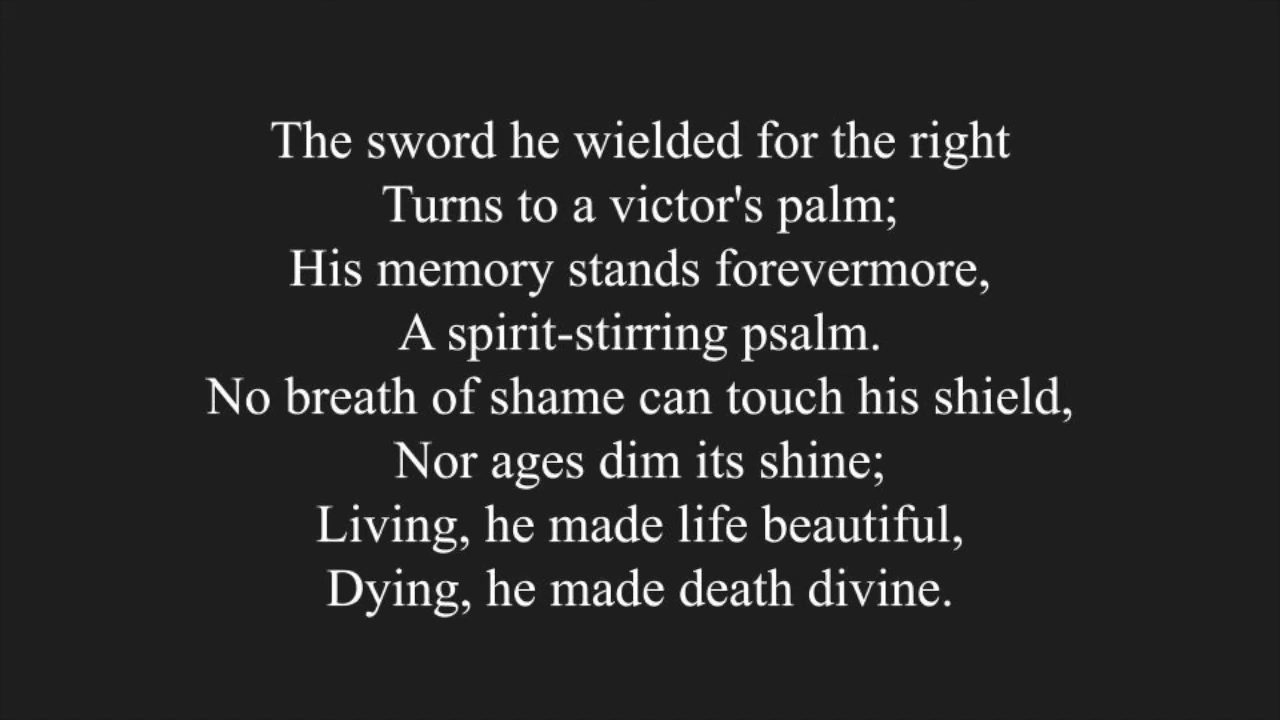 The sword he wielded for the right
Turns to a victor's palm;
His memory stands forevermore,
A spirit-stirring psalm.
No breath of shame can touch his shield,
Nor ages dim its shine;
Living, he made life beautiful,
Dying, he made death divine.